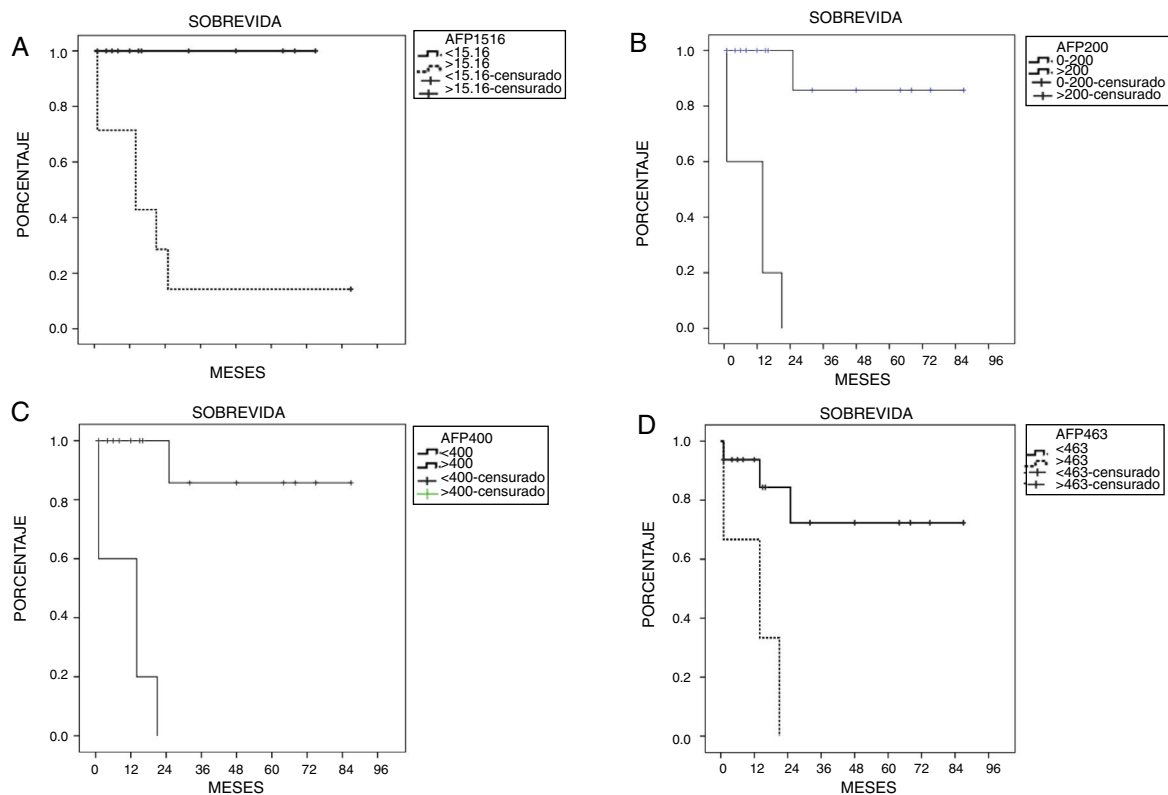 A
SOBREVIDA
AFP1516
<15.16
>15.16
<15.16-censurado
>15.16-censurado
PORCENTAJE
1.0
0.8
0.6
0.4
0.2
0.0
MESES
B
SOBREVIDA
AFP200
0-200
>200
0-200-censurado
>200-censurado
PORCENTAJE
1.0
0.8
0.6
0.4
0.2
0.0
0 12 24 36 48 60 72 84 96
MESES
C
SOBREVIDA
AFP400
<400
>400
<400-censurado
>400-censurado
PORCENTAJE
1.0
0.8
0.6
0.4
0.2
0.0
0 12 24 36 48 60 72 84 96
MESES
D
SOBREVIDA
AFP463
<463
>463
<463-censurado
>463-censurado
PORCENTAJE
1.0
0.8
0.6
0.4
0.2
0.0
0 12 24 36 48 60 72 84 96
MESES